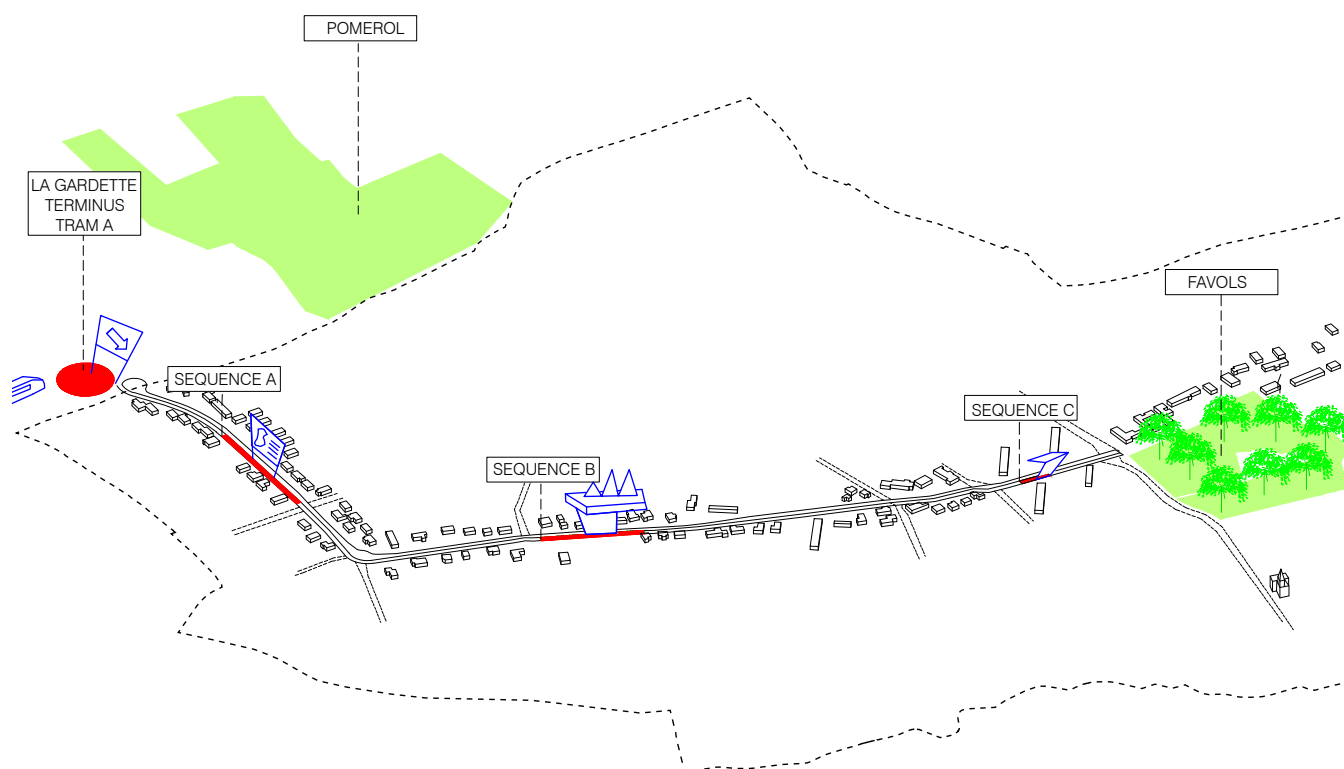 POMEROL
LA GARDETTE
TERMINUS
TRAM A
FAVOLS
SEQUENCE A
SEQUENCE C
SEQUENCE B